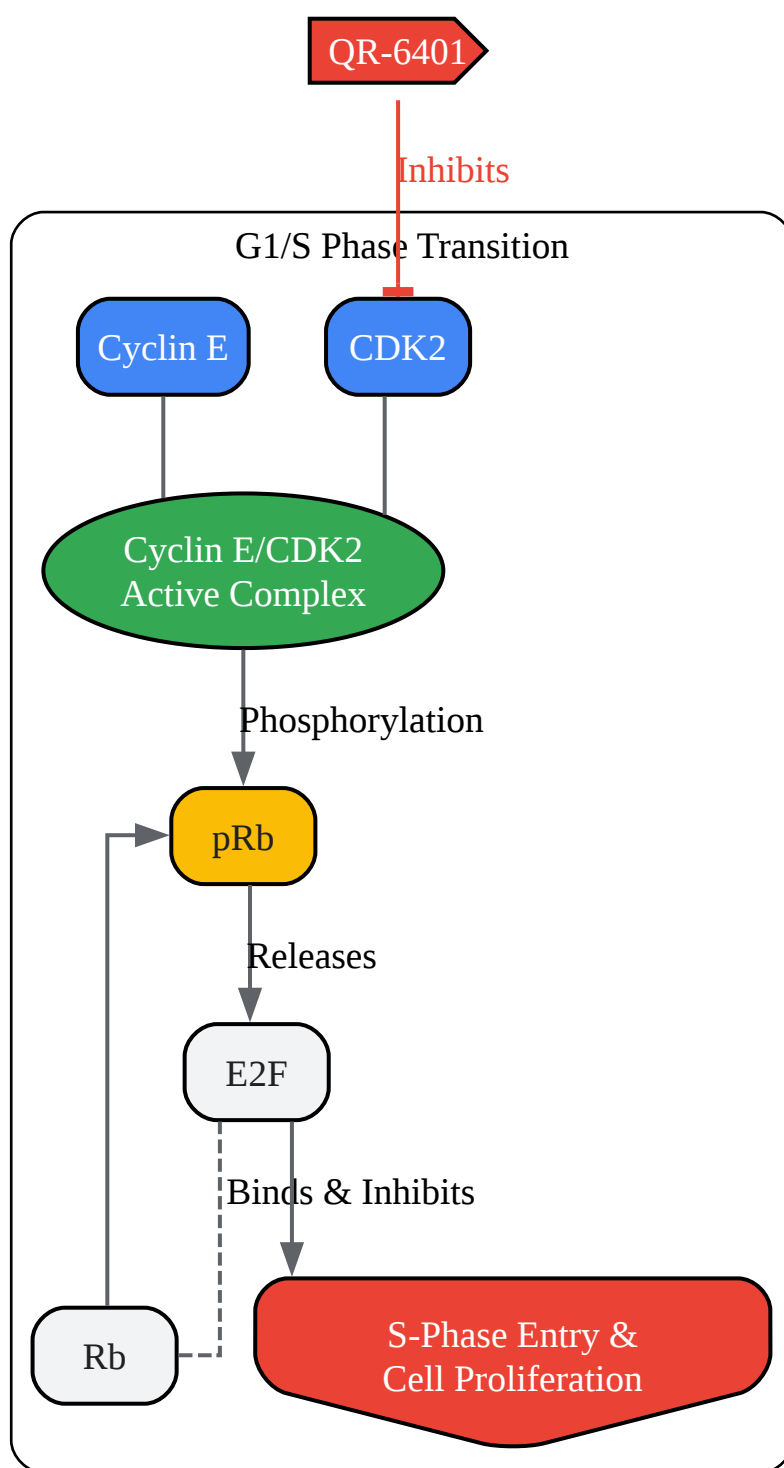 QR-6401
Inhibits
G1/S Phase Transition
Cyclin E
CDK2
Cyclin E/CDK2
Active Complex
Phosphorylation
pRb
Releases
E2F
Binds & Inhibits
Rb
S-Phase Entry &
Cell Proliferation